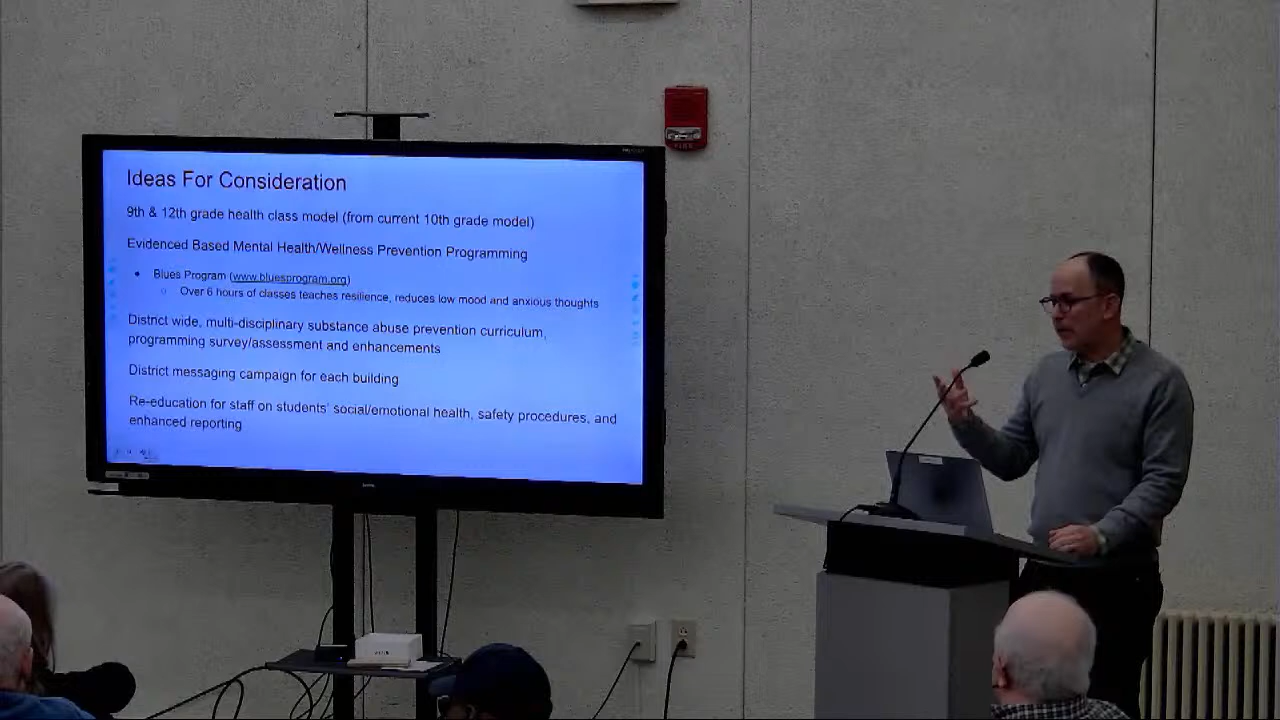 Ideas For Consideration
9th & 12th grade health class model (from current 10th grade model)
Evidenced Based Mental Health/Wellness Prevention Programming
• Blues Program (www.bluesprogram.org)
○ Over 6 hours of classes teaches resilience, reduces low mood and anxious thoughts
District wide, multi-disciplinary substance abuse prevention curriculum,
programming survey/assessment and enhancements
District messaging campaign for each building
Re-education for staff on students' social/emotional health, safety procedures, and
enhanced reporting
FIRE